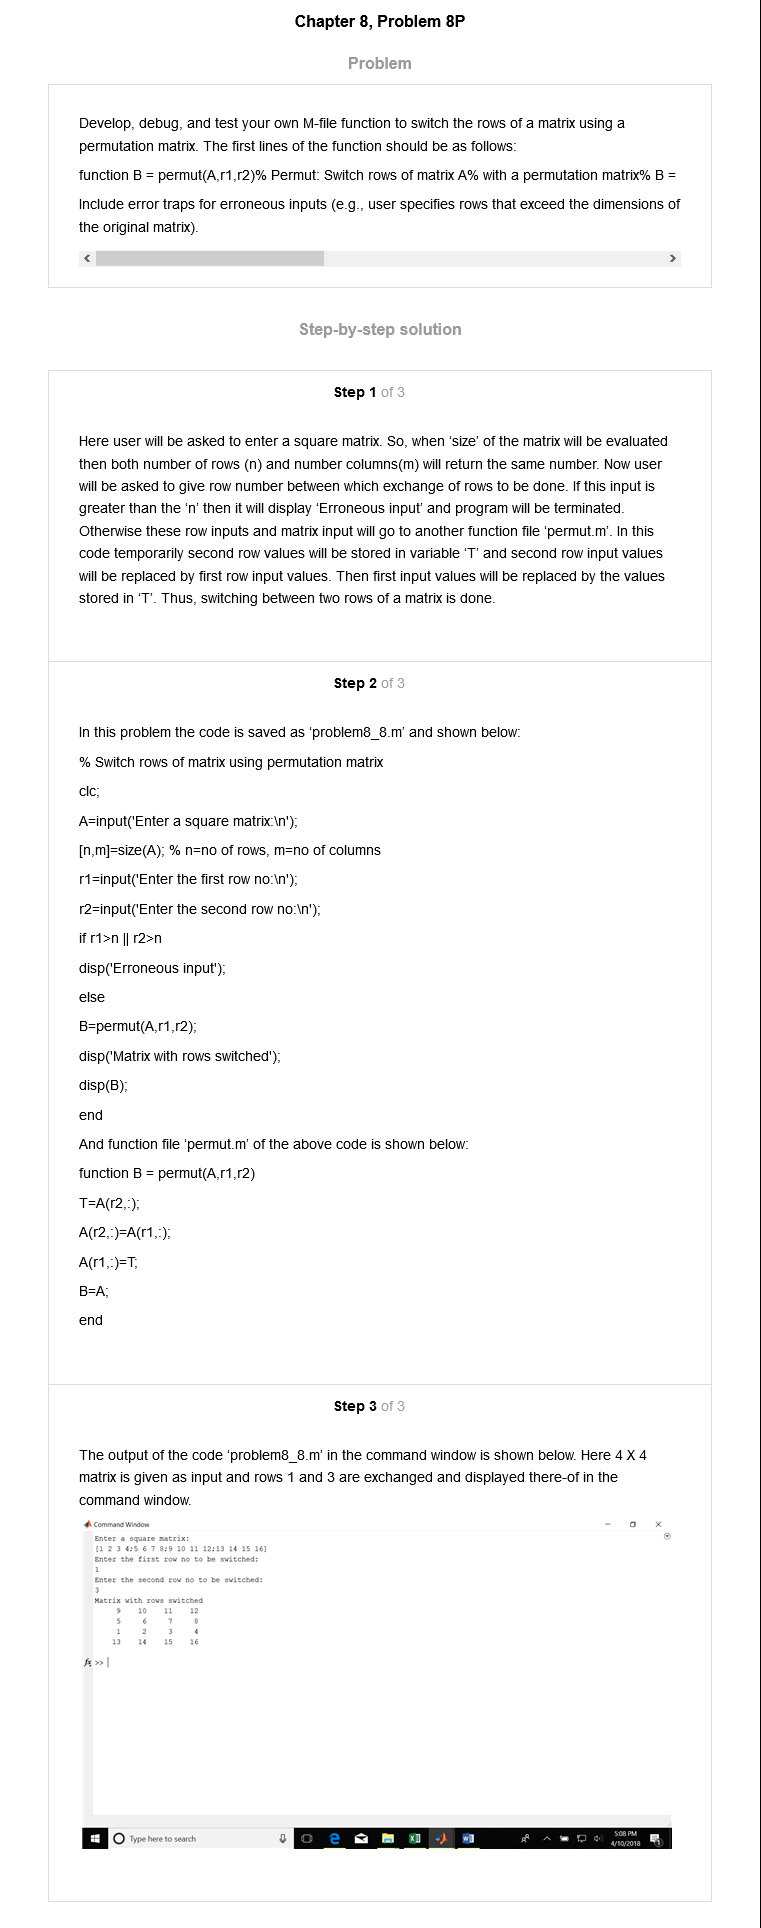 Chapter 8, Problem 8P
Problem
Develop, debug, and test your own M-file function to switch the rows of a matrix using a
permutation matrix. The first lines of the function should be as follows:
function B = permut(A,r1,r2)% Permut: Switch rows of matrix A% with a permutation matrix% B =
Include error traps for erroneous inputs (e.g., user specifies rows that exceed the dimensions of
the original matrix).
Step-by-step solution
Step 1 of 3
Here user will be asked to enter a square matrix. So, when ‘size’ of the matrix will be evaluated
then both number of rows (n) and number columns(m) will return the same number. Now user
will be asked to give row number between which exchange of rows to be done. If this input is
greater than the ‘n’ then it will display ‘Erroneous input’ and program will be terminated.
Otherwise these row inputs and matrix input will go to another function file ‘permut.m’. In this
code temporarily second row values will be stored in variable ‘T’ and second row input values
will be replaced by first row input values. Then first input values will be replaced by the values
stored in ‘T’. Thus, switching between two rows of a matrix is done.
Step 2 of 3
In this problem the code is saved as ‘problem8_8.m’ and shown below:
% Switch rows of matrix using permutation matrix
clc;
A=input('Enter a square matrix:\n');
[n,m]=size(A); % n=no of rows, m=no of columns
r1=input('Enter the first row no:\n');
r2=input('Enter the second row no:\n');
if r1>n || r2>n
disp('Erroneous input');
else
B=permut(A,r1,r2);
disp('Matrix with rows switched');
disp(B);
end
And function file ‘permut.m’ of the above code is shown below:
function B = permut(A,r1,r2)
T=A(r2,:);
A(r2,:)=A(r1,:);
A(r1,:)=T;
B=A;
end
Step 3 of 3
The output of the code ‘problem8_8.m’ in the command window is shown below. Here 4 X 4
matrix is given as input and rows 1 and 3 are exchanged and displayed there-of in the
command window.
Command Window
Enter a square matrix:
[1 2 3 4;5 6 7 8;9 10 11 12;13 14 15 16]
Enter the first row no to be switched:
1
Enter the second row no to be switched:
3
Matrix with rows switched
9 10 11 12
5 6 7 8
1 2 3 4
13 14 15 16
fx >>
Type here to search
5:08 PM
4/10/2018